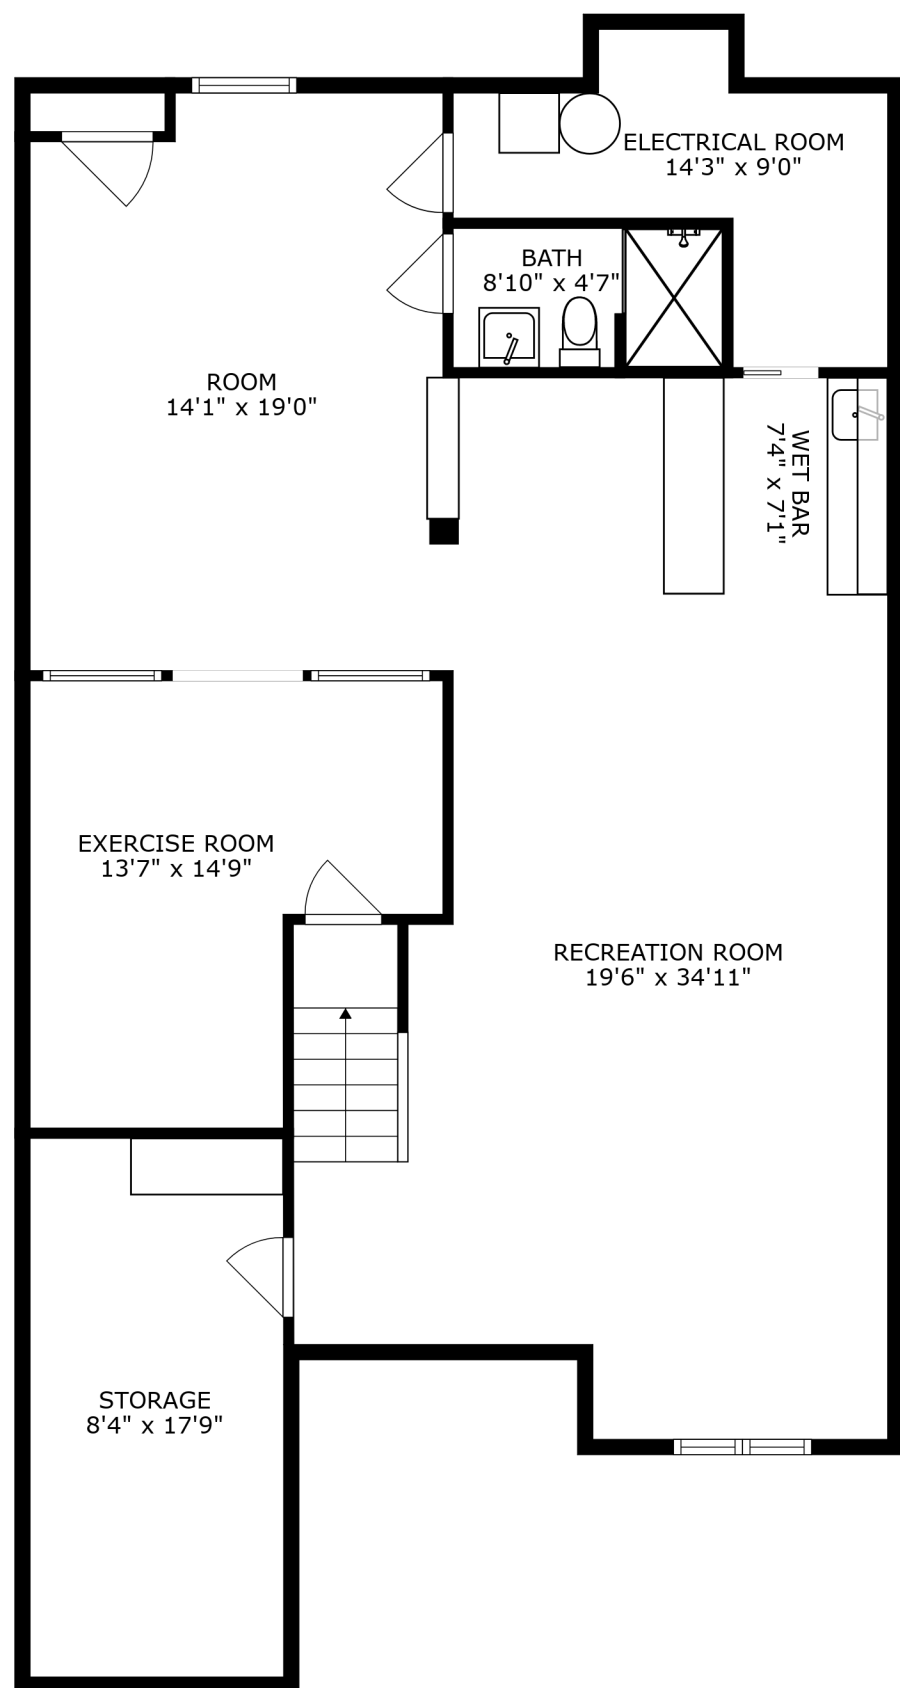 ELECTRICAL ROOM
14'3" x 9'0"
BATH
8'10" x 4'7"
ROOM
14'1" x 19'0"
WET BAR
7'4" x 7'1"
EXERCISE ROOM
13'7" x 14'9"
RECREATION ROOM
19'6" x 34'11"
STORAGE
8'4" x 17'9"